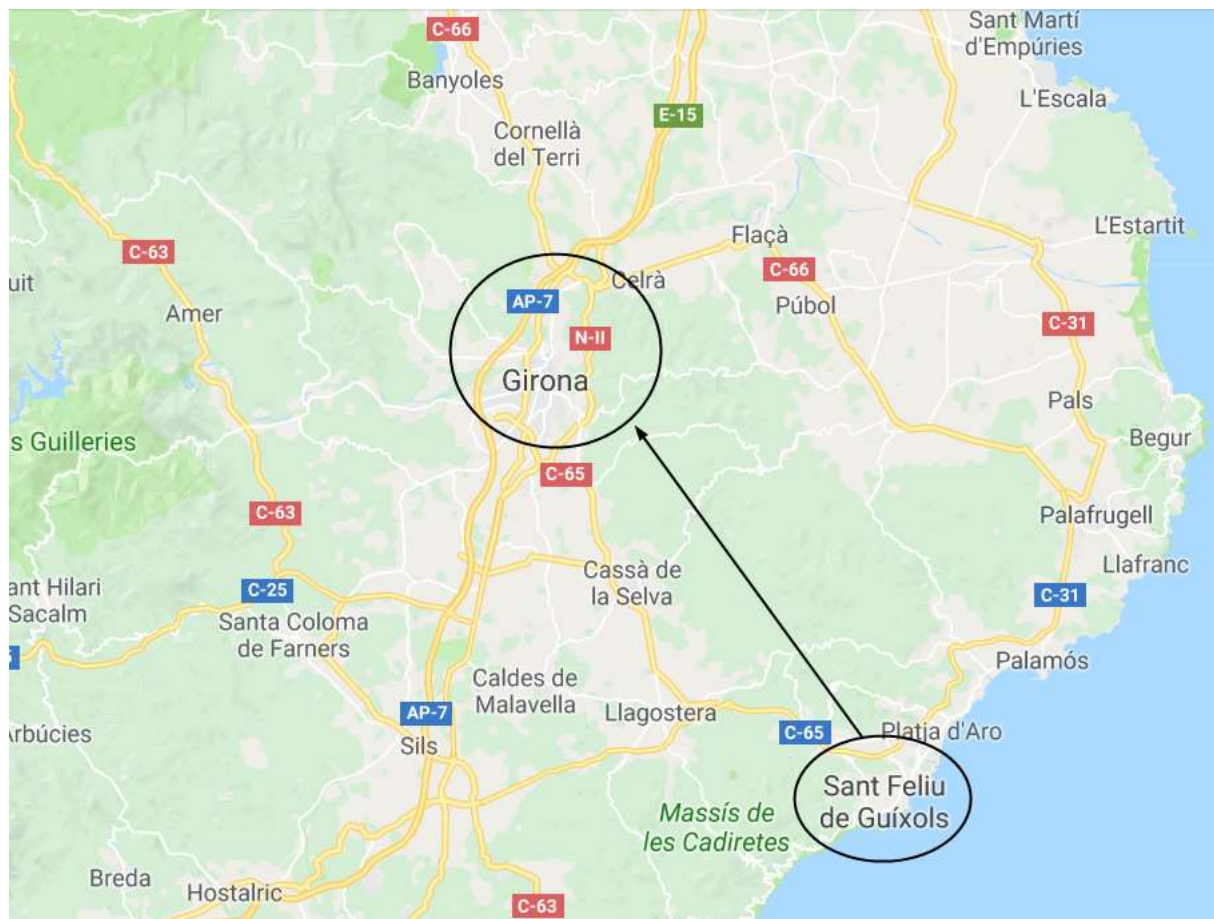 C-66
Sant Martí
d'Empúries
Banyoles
L'Escala
E-15
Cornellà
del Terri
L'Estartit
Flaçà
C-63
C-66
uit
Celrà
AP-7
Púbol
Amer
C-31
N-II
Girona
Pals
s Guilleries
Begur
C-65
C-63
Palafrugell
Llafranc
Cassà de
la Selva
ant Hilari
Sacalm
C-25
C-31
Santa Coloma
de Farners
Palamós
Caldes de
Malavella
AP-7
Llagostera
C-65
Platja d'Aro
Arbúcies
Sils
Sant Feliu
de Guíxols
Massís de
les Cadiretes
Breda
Hostalric
C-63